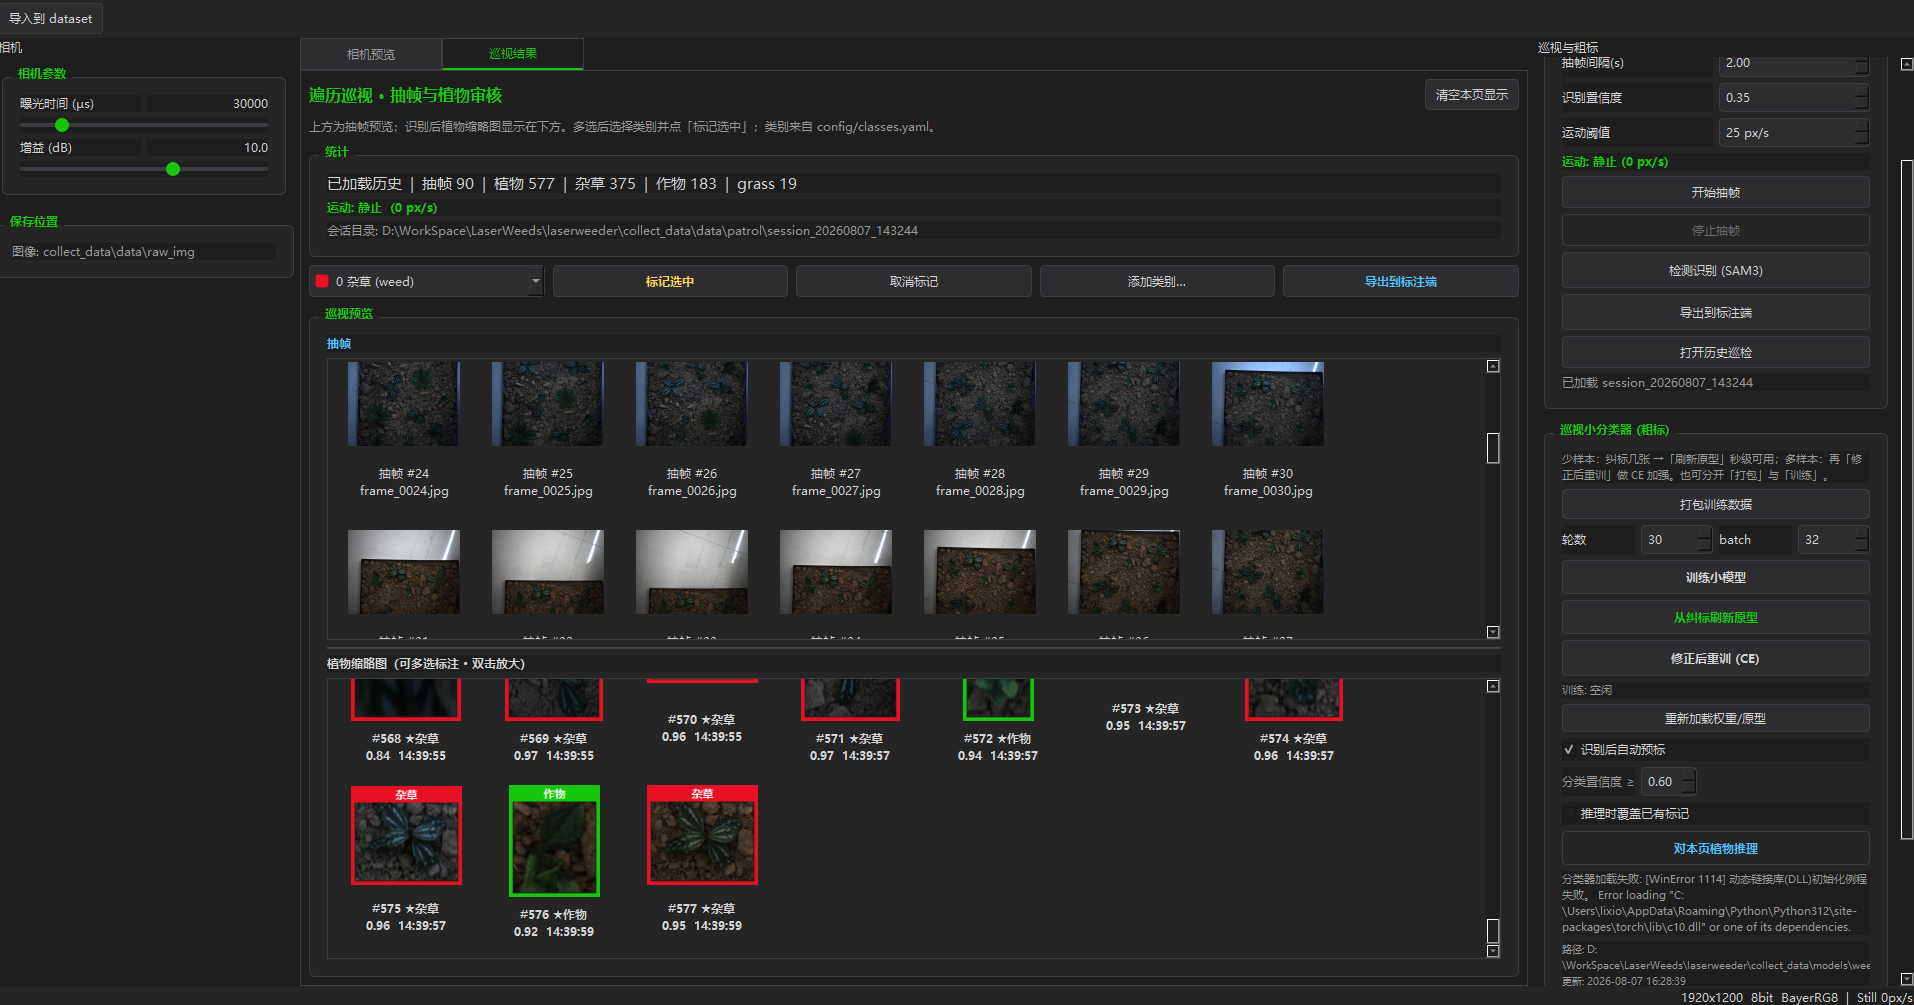 导入到 dataset
相机
相机参数
曝光时间 (μs)
30000
增益 (dB)
10.0
保存位置
图像: collect_data\data\raw_img
相机预览
巡视结果
遍历巡视 • 抽帧与植物审核
清空本页显示
上方为抽帧预览；识别后植物缩略图显示在下方。多选后选择类别并点「标记选中」；类别来自 config/classes.yaml。
统计
已加载历史 | 抽帧 90 | 植物 577 | 杂草 375 | 作物 183 | grass 19
运动: 静止 (0 px/s)
会话目录: D:\WorkSpace\LaserWeeds\laserweeder\collect_data\data\patrol\session_20260807_143244
0 杂草 (weed)
标记选中
取消标记
添加类别...
导出到标注端
巡视预览
抽帧
抽帧 #24
frame_0024.jpg
抽帧 #25
frame_0025.jpg
抽帧 #26
frame_0026.jpg
抽帧 #27
frame_0027.jpg
抽帧 #28
frame_0028.jpg
抽帧 #29
frame_0029.jpg
抽帧 #30
frame_0030.jpg
植物缩略图 (可多选标注 • 双击放大)
#568 ★杂草
0.84 14:39:55
#569 ★杂草
0.97 14:39:55
#570 ★杂草
0.96 14:39:55
#571 ★杂草
0.97 14:39:57
#572 ★作物
0.94 14:39:57
#573 ★杂草
0.95 14:39:57
#574 ★杂草
0.96 14:39:57
杂草
#575 ★杂草
0.96 14:39:57
作物
#576 ★作物
0.92 14:39:59
杂草
#577 ★杂草
0.95 14:39:59
巡视与粗标
抽帧间隔(s)
2.00
识别置信度
0.35
运动阈值
25 px/s
运动: 静止 (0 px/s)
开始抽帧
停止抽帧
检测识别 (SAM3)
导出到标注端
打开历史巡检
已加载 session_20260807_143244
巡视小分类器 (粗标)
少样本：纠标几张 →「刷新原型」秒级可用；多样本：再「修
正后重训」做 CE 加强。也可分开「打包」与「训练」。
打包训练数据
轮数
30
batch
32
训练小模型
从纠标刷新原型
修正后重训 (CE)
训练: 空闲
重新加载权重/原型
✓ 识别后自动预标
分类置信度 ≥
0.60
推理时覆盖已有标记
对本页植物推理
分类器加载失败: [WinError 1114] 动态链接库(DLL)初始化例程
失败。 Error loading "C:
\Users\lixio\AppData\Roaming\Python\Python312\site-
packages\torch\lib\c10.dll" or one of its dependencies.
路径: D:
\WorkSpace\LaserWeeds\laserweeder\collect_data\models\wee
更新: 2026-08-07 16:28:39
1920x1200 8bit BayerRG8 | Still 0px/s